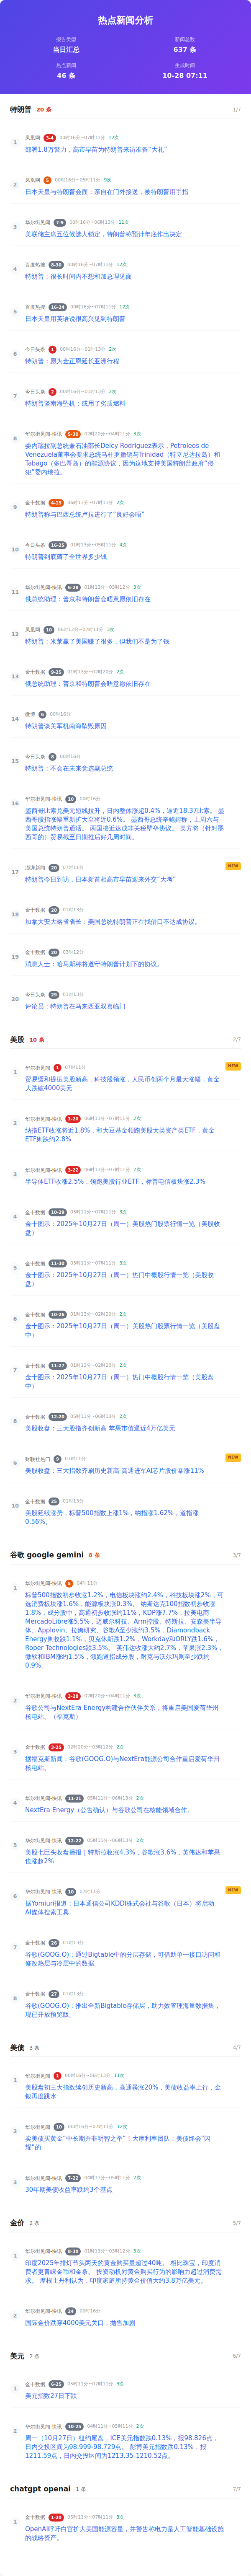 热点新闻分析
报告类型
新闻总数
当日汇总
637 条
热点新闻
生成时间
46 条
10-28 07:11
特朗普 20 条
1/7
1
凤凰网 3-4 00时16分~07时11分 12次
部署1.8万警力，高市早苗为特朗普来访准备“大礼”
2
凤凰网 5 00时16分~05时11分 9次
日本天皇与特朗普会面：亲自在门外接送，被特朗普用手指
3
华尔街见闻 7-9 00时16分~06时13分 11次
美联储主席五位候选人锁定，特朗普称预计年底作出决定
4
百度热搜 8-30 00时16分~07时11分 12次
特朗普：很长时间内不想和加总理见面
5
百度热搜 16-24 00时16分~07时11分 12次
日本天皇用英语说很高兴见到特朗普
6
今日头条 1 00时16分~01时13分 2次
特朗普：愿为金正恩延长亚洲行程
7
今日头条 2 00时16分~01时13分 2次
特朗普谈南海坠机：或用了劣质燃料
8
华尔街见闻-快讯 5-30 02时20分~04时11分 3次
委内瑞拉副总统兼石油部长Delcy Rodriguez表示，Petroleos de
Venezuela董事会要求总统马杜罗撤销与Trinidad（特立尼达拉岛）和
Tabago（多巴哥岛）的能源协议，因为这地支持美国特朗普政府“侵
犯”委内瑞拉。
9
金十数据 4-15 06时13分~07时11分 2次
特朗普称与巴西总统卢拉进行了“良好会晤”
10
今日头条 16-25 01时13分~05时11分 4次
特朗普到底薅了全世界多少钱
11
华尔街见闻-快讯 6-28 01时13分~01时12分 3次
俄总统助理：普京和特朗普会晤意愿依旧存在
12
凤凰网 10 06时12分~07时11分 3次
特朗普：米莱赢了美国赚了很多，但我们不是为了钱
13
金十数据 9-25 01时13分~02时20分 2次
俄总统助理：普京和特朗普会晤意愿依旧存在
14
微博 6 00时16分
特朗普谈美军机南海坠毁原因
15
今日头条 8 00时16分
特朗普：不会在未来竞选副总统
16
华尔街见闻-快讯 10 00时16分
墨西哥比索兑美元短线拉升，日内整体涨超0.4%，逼近18.37比索。 墨
西哥股指涨幅重新扩大至将近0.6%。 墨西哥总统辛鲍姆称，上周六与
美国总统特朗普通话。 两国接近达成非关税壁垒协议。 美方将（针对墨
西哥的）贸易截至日期推后好几周时间。
17
澎湃新闻 20 07时11分
NEW
特朗普今日到访，日本新首相高市早苗迎来外交“大考”
18
金十数据 20 01时13分
加拿大安大略省省长：美国总统特朗普正在找借口不达成协议。
19
金十数据 20 03时12分
消息人士：哈马斯称将遵守特朗普计划下的协议。
20
今日头条 29 01时13分
评论员：特朗普在马来西亚双喜临门
美股 10 条
2/7
1
华尔街见闻 1 07时11分
NEW
贸易缓和提振美股新高，科技股领涨，人民币创两个月最大涨幅，黄金
大跌破4000美元
2
华尔街见闻-快讯 1-20 06时13分~07时11分 2次
纳指ETF收涨将近1.8%，和大豆基金领跑美股大类资产类ETF，黄金
ETF则跌约2.8%
3
华尔街见闻-快讯 3-22 06时13分~07时11分 2次
半导体ETF收涨2.5%，领跑美股行业ETF，标普电信板块涨2.3%
4
金十数据 10-29 05时11分~07时11分 3次
金十图示：2025年10月27日（周一）美股热门股票行情一览（美股收
盘）
5
金十数据 11-30 05时11分~07时11分 3次
金十图示：2025年10月27日（周一）热门中概股行情一览（美股收
盘）
6
金十数据 10-26 01时13分~02时20分 2次
金十图示：2025年10月27日（周一）美股热门股票行情一览（美股盘
中）
7
金十数据 11-27 01时13分~02时20分 2次
金十图示：2025年10月27日（周一）热门中概股行情一览（美股盘
中）
8
金十数据 12-20 05时11分~06时13分 2次
美股收盘：三大股指齐创新高 苹果市值逼近4万亿美元
9
财联社热门 9 07时11分
NEW
美股收盘：三大指数齐刷历史新高 高通进军AI芯片股价暴涨11%
10
金十数据 25 01时13分
美股延续涨势，标普500指数上涨1%，纳指涨1.62%，道指涨
0.56%。
谷歌 google gemini 8 条
3/7
1
华尔街见闻-快讯 5 04时11分
标普500指数初步收涨1.2%，电信板块涨约2.4%，科技板块涨2%，可
选消费板块涨1.6%，能源板块涨0.3%。 纳斯达克100指数初步收涨
1.8%，成分股中，高通初步收涨约11%，KDP涨7.7%，拉美电商
MercadoLibre涨5.5%，迈威尔科技、Arm控股、特斯拉、安森美半导
体、Applovin、拉姆研究、谷歌A至少涨约3.5%，Diamondback
Energy则收跌1.1%，贝克休斯跌1.2%，Workday和ORLY跌1.6%，
Roper Technologies跌3.5%。 英伟达收涨大约2.7%，苹果涨2.3%，
微软和IBM涨约1.5%，领跑道指成分股，耐克与沃尔玛则至少跌约
0.9%。
2
华尔街见闻-快讯 3-28 02时20分~04时11分 3次
谷歌公司与NextEra Energy构建合作伙伴关系，将重启美国爱荷华州
核电站。（福克斯）
3
金十数据 3-25 02时20分~03时12分 2次
据福克斯新闻：谷歌(GOOG.O)与NextEra能源公司合作重启爱荷华州
核电站。
4
华尔街见闻-快讯 11-21 05时11分~06时13分 2次
NextEra Energy（公告确认）与谷歌公司在核能领域合作。
5
华尔街见闻-快讯 12-22 05时11分~06时13分 2次
美股七巨头收盘播报｜特斯拉收涨4.3%，谷歌涨3.6%，英伟达和苹果
也涨超2%
6
华尔街见闻-快讯 10 07时11分
NEW
据Yomiuri报道：日本通信公司KDDI株式会社与谷歌（日本）将启动
AI媒体搜索工具。
7
金十数据 26 01时13分
谷歌(GOOG.O)：通过Bigtable中的分层存储，可借助单一接口访问和
修改热层与冷层中的数据。
8
金十数据 27 01时13分
谷歌(GOOG.O)：推出全新Bigtable存储层，助力效管理海量数据集，
现已开放预览版。
美债 3 条
4/7
1
华尔街见闻 1 00时16分~06时13分 11次
美股盘初三大指数续创历史新高，高通暴涨20%，美债收益率上行，金
银再度跳水
2
华尔街见闻 10 00时16分~07时11分 12次
卖美债买黄金“中长期并非明智之举”！大摩利率团队：美债终会“闪
耀”的
3
华尔街见闻-快讯 7-22 04时11分~05时11分 2次
30年期美债收益率跌约3个基点
金价 2 条
5/7
1
华尔街见闻-快讯 8-30 01时13分~03时12分 3次
印度2025年排灯节头两天的黄金购买量超过40吨。 相比珠宝，印度消
费者更青睐金币和金条。 投资动机对黄金购买行为的影响力超过消费需
求。 摩根士丹利认为，印度家庭所持黄金价值大约3.8万亿美元。
2
华尔街见闻-快讯 24 00时16分
国际金价跌穿4000美元关口，抛售加剧
美元 2 条
6/7
1
金十数据 6-25 05时11分~07时11分 3次
美元指数27日下跌
2
华尔街见闻-快讯 10-25 04时11分~05时11分 2次
周一（10月27日）纽约尾盘，ICE美元指数跌0.13%，报98.826点，
日内交投区间为98.999-98.729点。 彭博美元指数跌0.13%，报
1211.59点，日内交投区间为1213.35-1210.52点。
chatgpt openai 1 条
7/7
1
金十数据 1-20 05时11分~07时11分 3次
OpenAI呼吁白宫扩大美国能源容量，并警告称电力是人工智能基础设施
的战略资产。